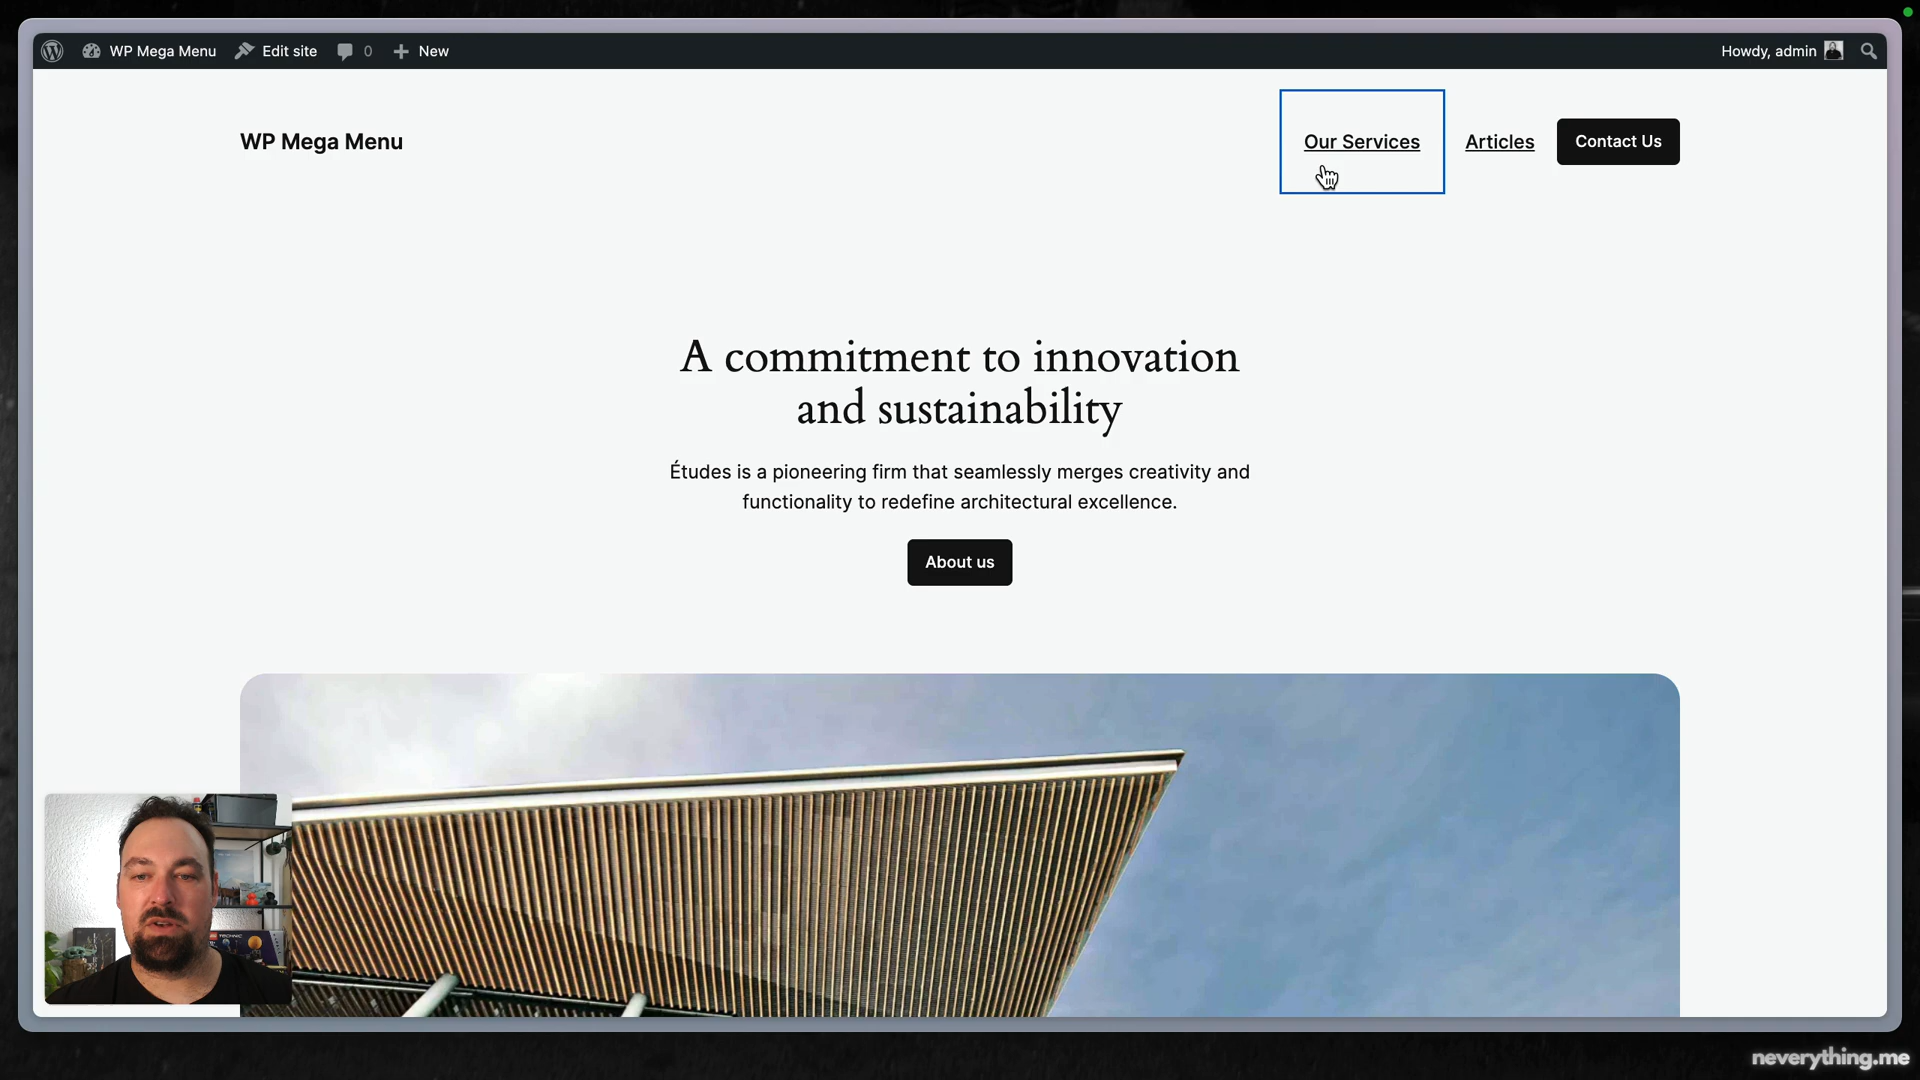 WP Mega Menu
Edit site
0
New
Howdy, admin
WP Mega Menu
Our Services
Articles
Contact Us
A commitment to innovation
and sustainability
Études is a pioneering firm that seamlessly merges creativity and
functionality to redefine architectural excellence.
About us
TECHNIC
neverything.me